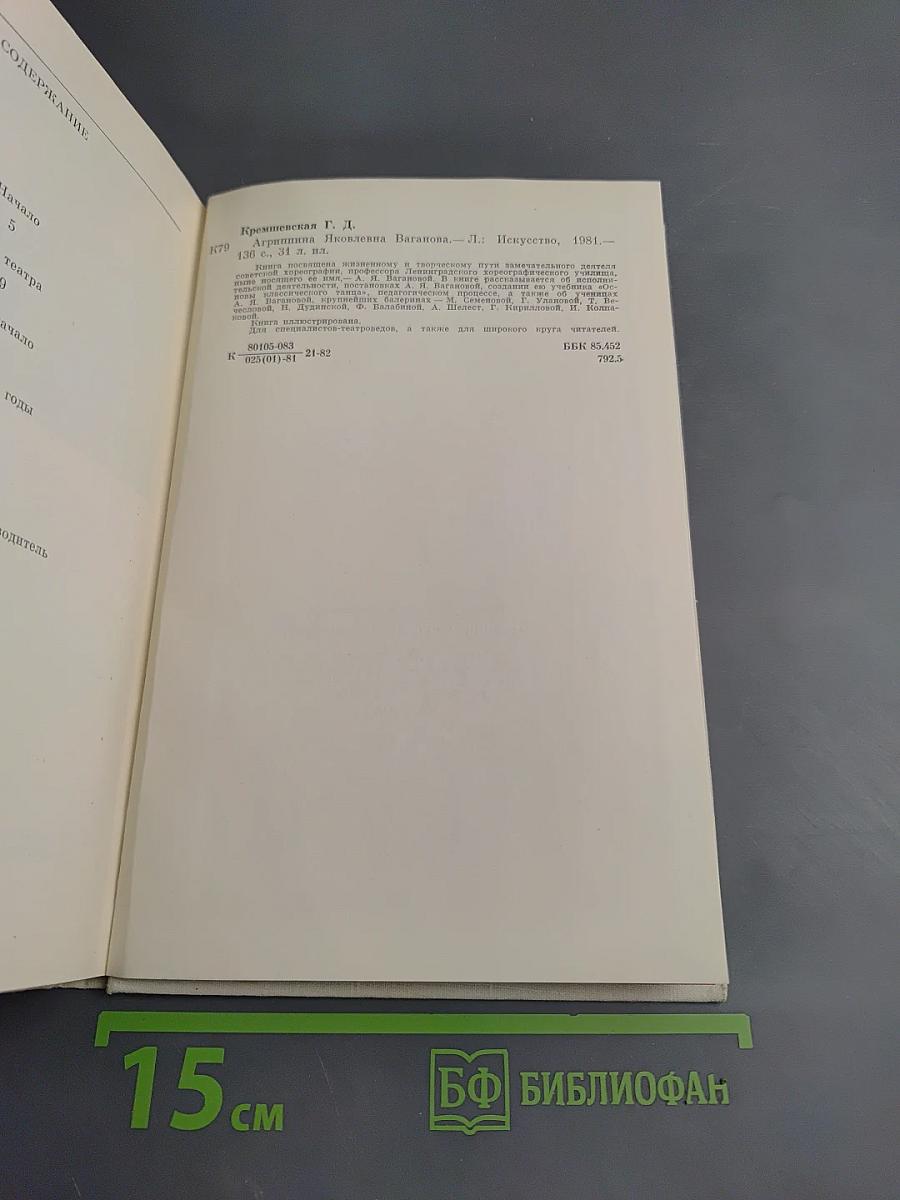 СОДЕРЖАНИЕ
Начало
5
театра
9
Начало
годы
водитель
Кремшевская Г. Д.
К79
Агриппина Яковлевна Ваганова.— Л.: Искусство, 1981.—
136 с., 31 л. ил.
Книга посвящена жизненному и творческому пути замечательного деятеля
советской хореографии, профессора Ленинградского хореографического училища,
ныне носящего ее имя,— А. Я. Вагановой. В книге рассказывается об исполни-
тельской деятельности, постановках А. Я. Вагановой, создании ею учебника «Ос-
новы классического танца», педагогическом процессе, а также об ученицах
А. Я. Вагановой, крупнейших балеринах — М. Семеновой, Г. Улановой, Т. Ве-
чесловой, Н. Дудинской, Ф. Балабиной, А. Шелест, Г. Кирилловой, И. Колпа-
ковой.
Книга иллюстрирована.
Для специалистов-театроведов, а также для широкого круга читателей.
К 80105-083
025(01)-81 21-82
ББК 85.452
792.5
15 см
БФ БИБЛИОФАН